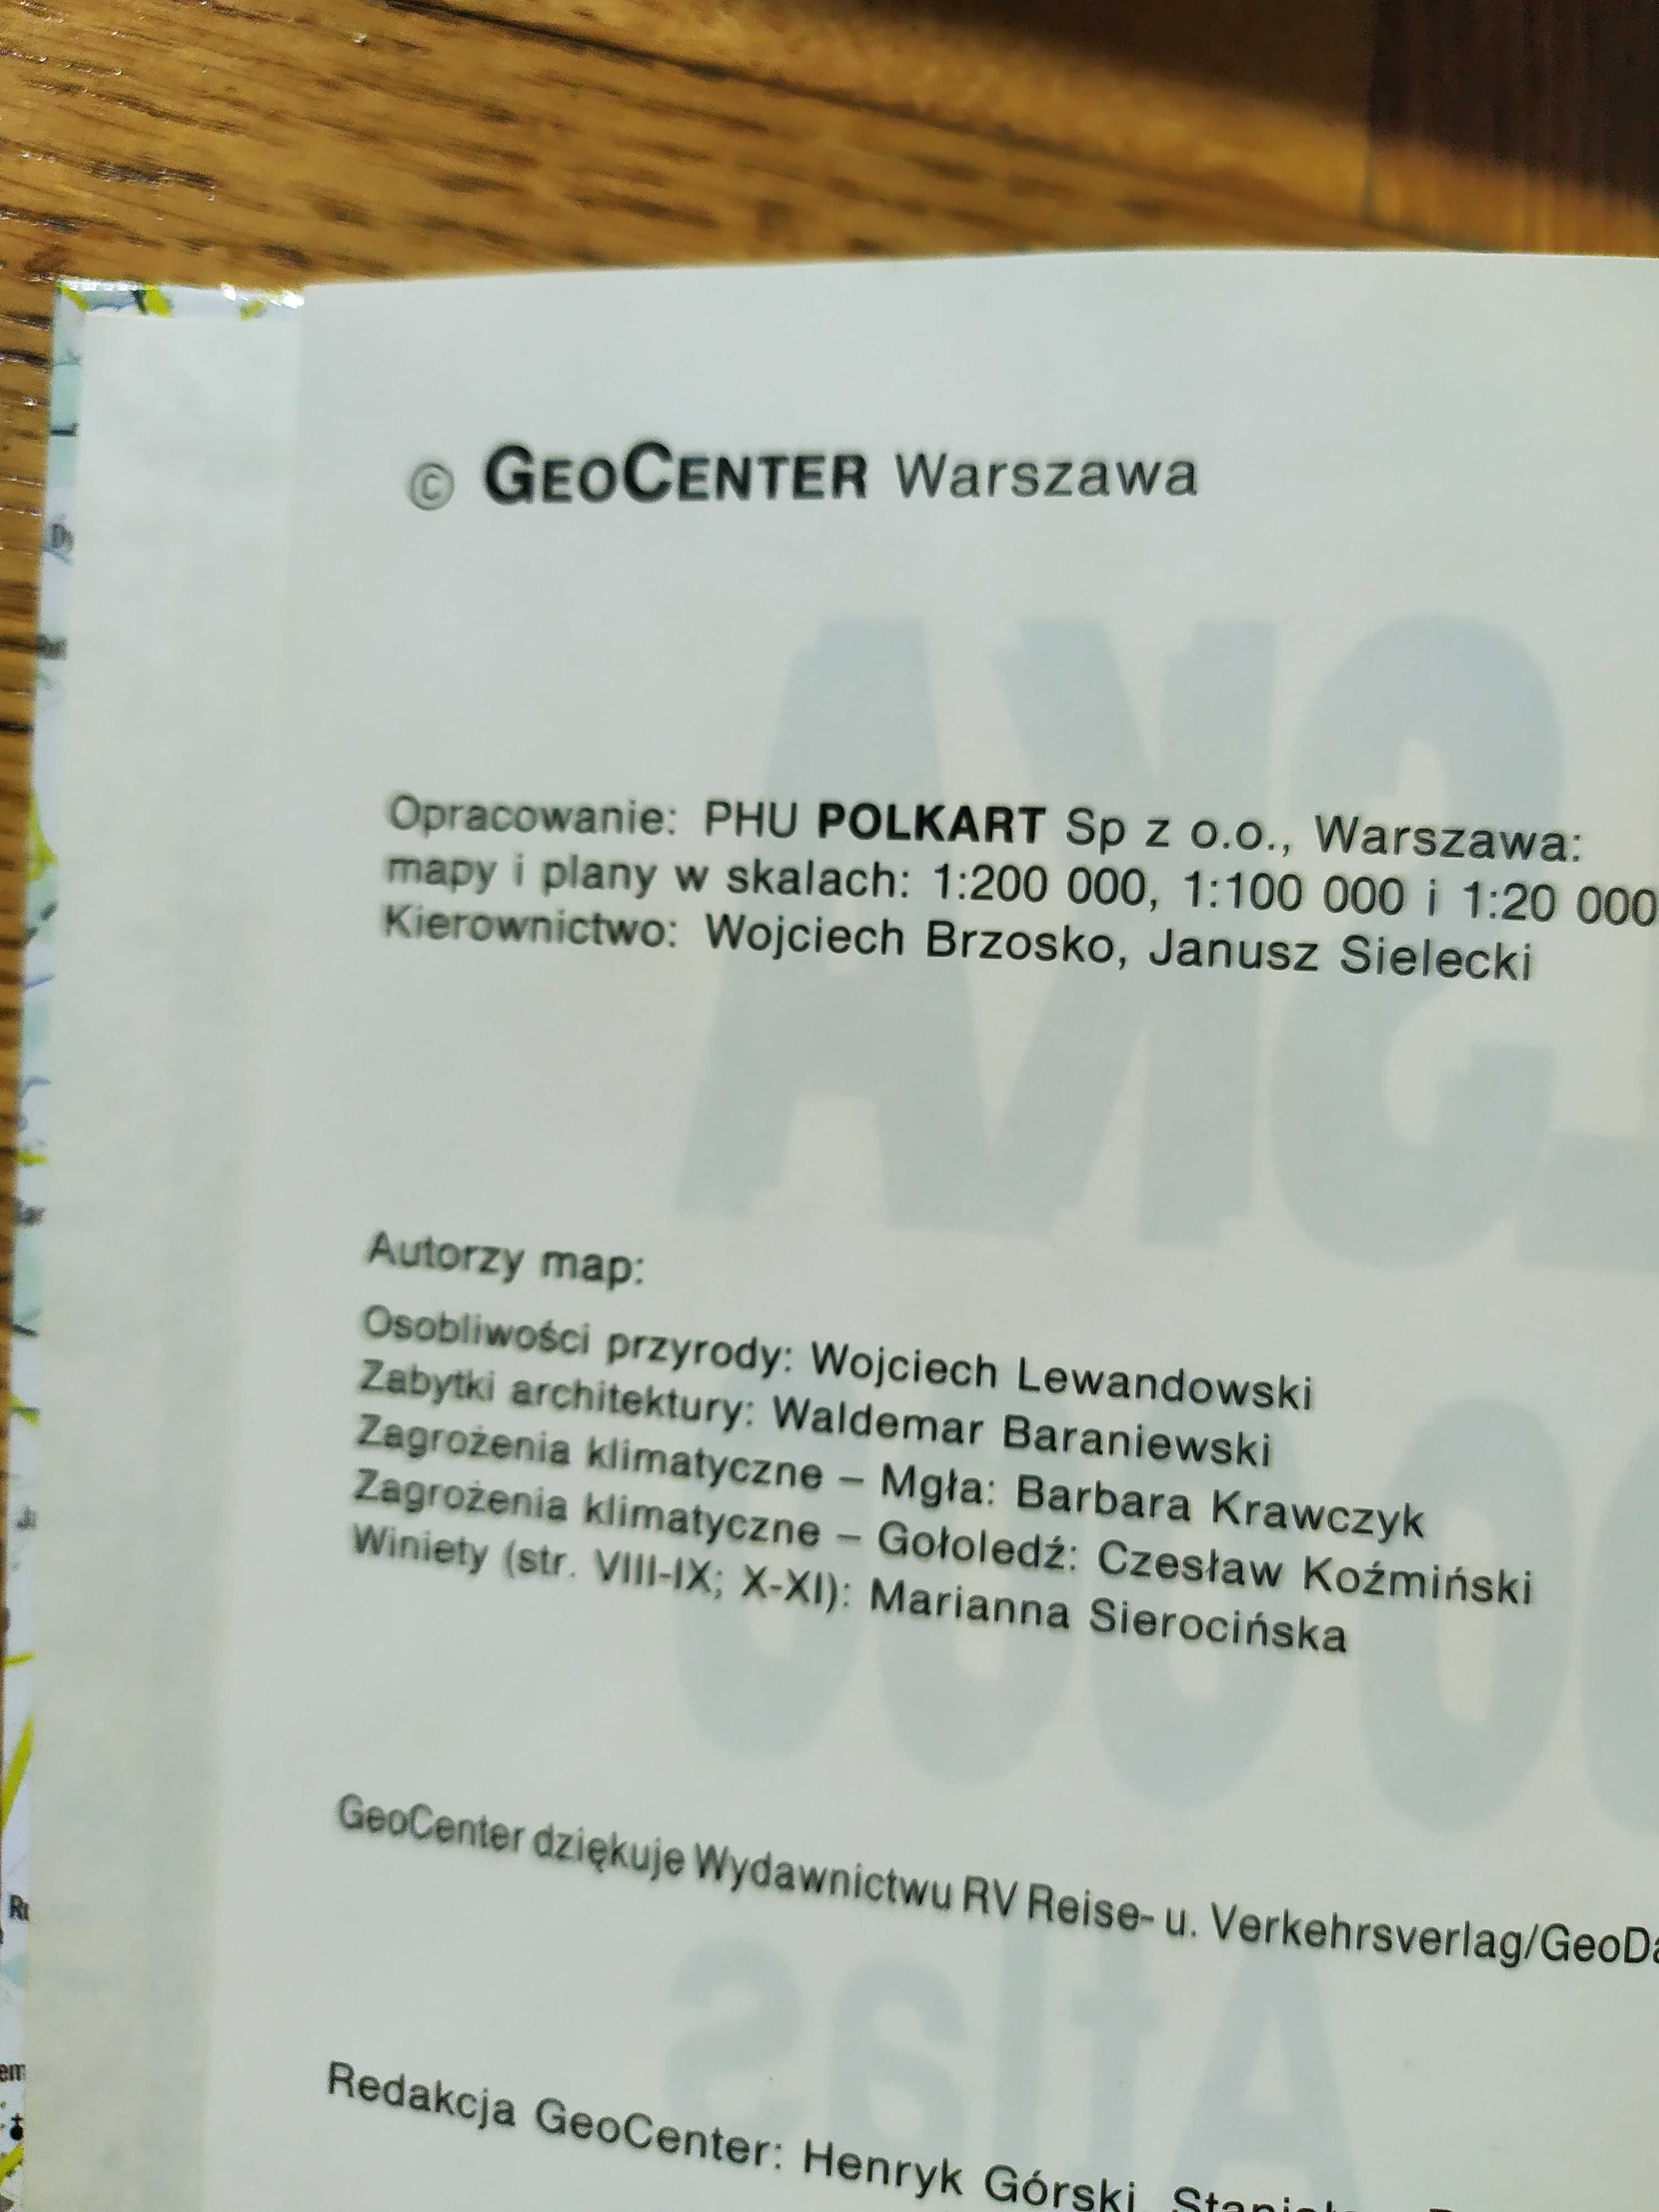 © GEOCENTER Warszawa
Opracowanie: PHU POLKART Sp z o.o., Warszawa:
mapy i plany w skalach: 1:200 000, 1:100 000 i 1:20 000
Kierownictwo: Wojciech Brzosko, Janusz Sielecki
Autorzy map:
Osobliwości przyrody: Wojciech Lewandowski
Zabytki architektury: Waldemar Baraniewski
Zagrożenia klimatyczne – Mgła: Barbara Krawczyk
Zagrożenia klimatyczne – Gołoledź: Czesław Koźmiński
Winiety (str. VIII-IX; X-XI): Marianna Sierocińska
GeoCenter dziękuje Wydawnictwu RV Reise- u. Verkehrsverlag/
Redakcja GeoCenter: Henryk Górski,